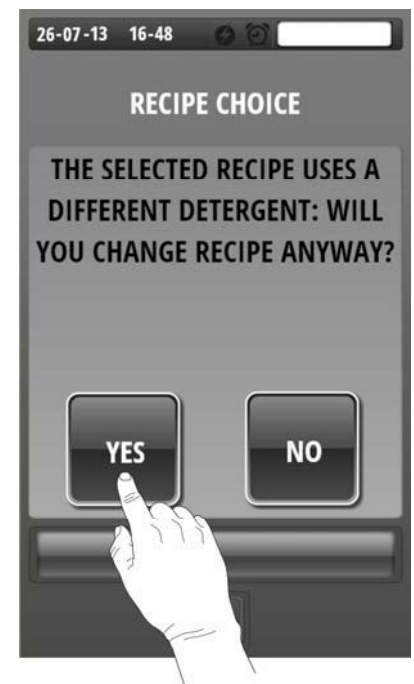 26-07-13 16-48
RECIPE CHOICE
THE SELECTED RECIPE USES A
DIFFERENT DETERGENT: WILL
YOU CHANGE RECIPE ANYWAY?
YES NO